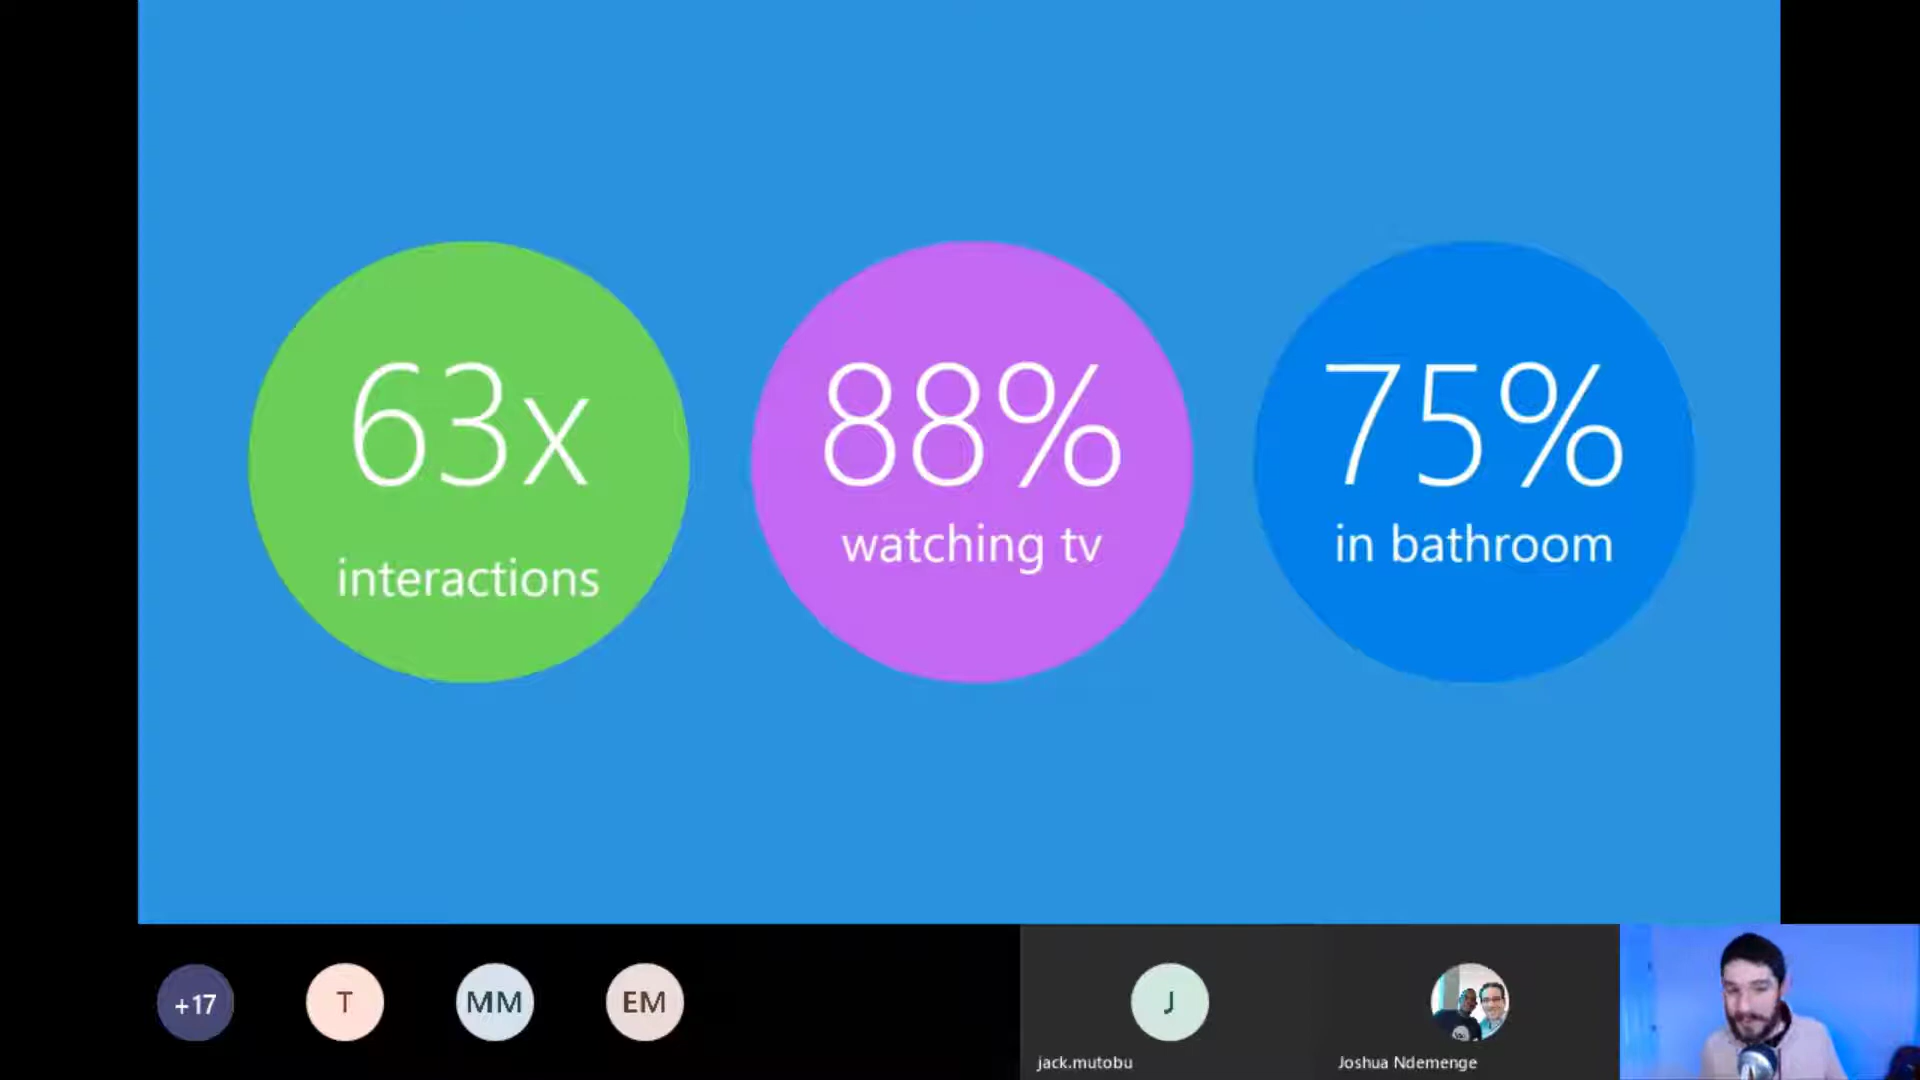 63x
interactions
88%
watching tv
75%
in bathroom
+17
T
MM
EM
J
jack.mutobu
Joshua Ndemenge